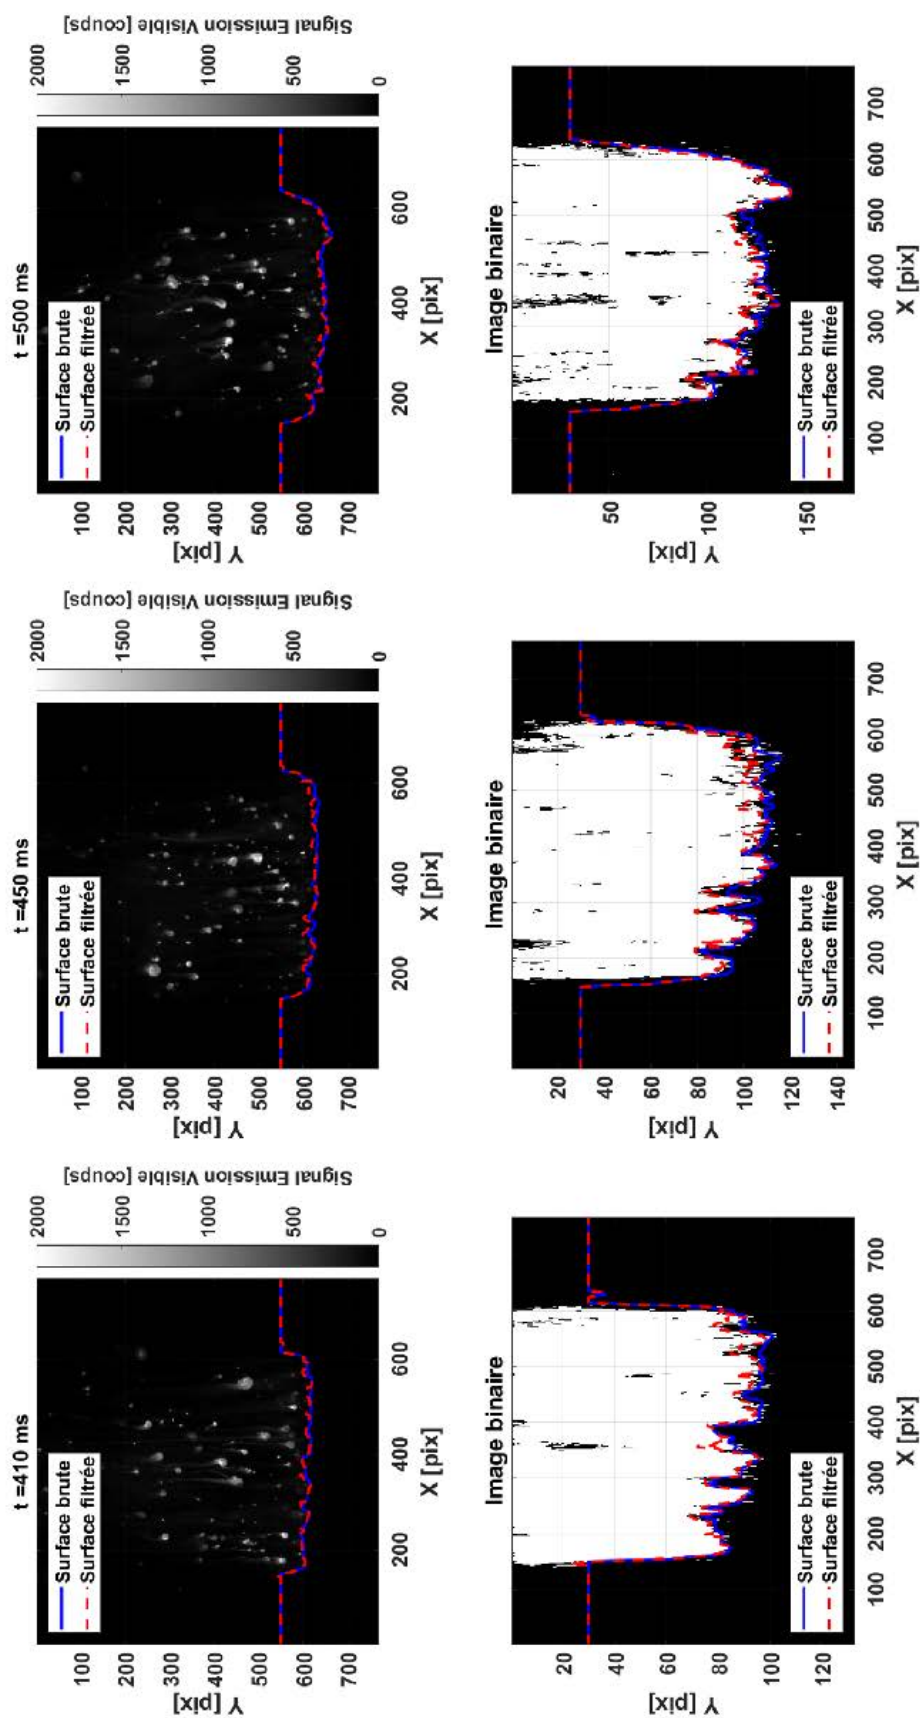 t =410 ms
Surface brute
Surface filtrée
100
200
300
400
500
600
700
Y [pix]
200
400
600
X [pix]
0
500
1000
1500
2000
Signal Emission Visible [coups]
t =450 ms
Surface brute
Surface filtrée
100
200
300
400
500
600
700
Y [pix]
200
400
600
X [pix]
0
500
1000
1500
2000
Signal Emission Visible [coups]
t =500 ms
Surface brute
Surface filtrée
100
200
300
400
500
600
700
Y [pix]
200
400
600
X [pix]
0
500
1000
1500
2000
Signal Emission Visible [coups]
Image binaire
20
40
60
80
100
120
Y [pix]
Surface brute
Surface filtrée
100
200
300
400
500
600
700
X [pix]
Image binaire
20
40
60
80
100
120
140
Y [pix]
Surface brute
Surface filtrée
100
200
300
400
500
600
700
X [pix]
Image binaire
50
100
150
Y [pix]
Surface brute
Surface filtrée
100
200
300
400
500
600
700
X [pix]